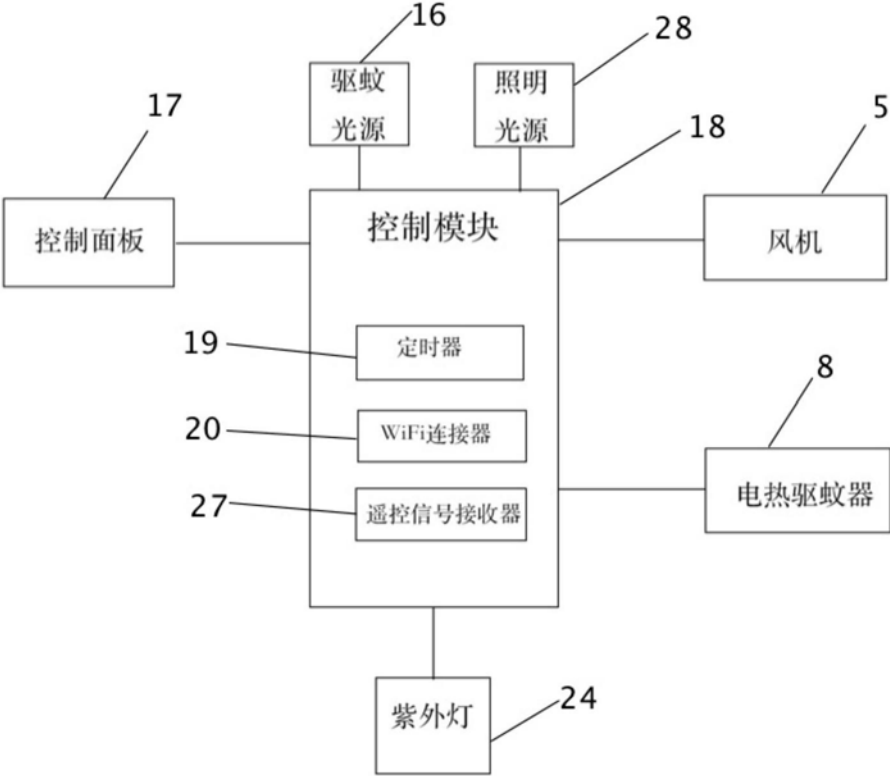 16
28
驱蚊
光源
照明
光源
17
18
5
控制面板
控制模块
风机
19
定时器
8
20
WiFi连接器
电热驱蚊器
27
遥控信号接收器
紫外灯
24